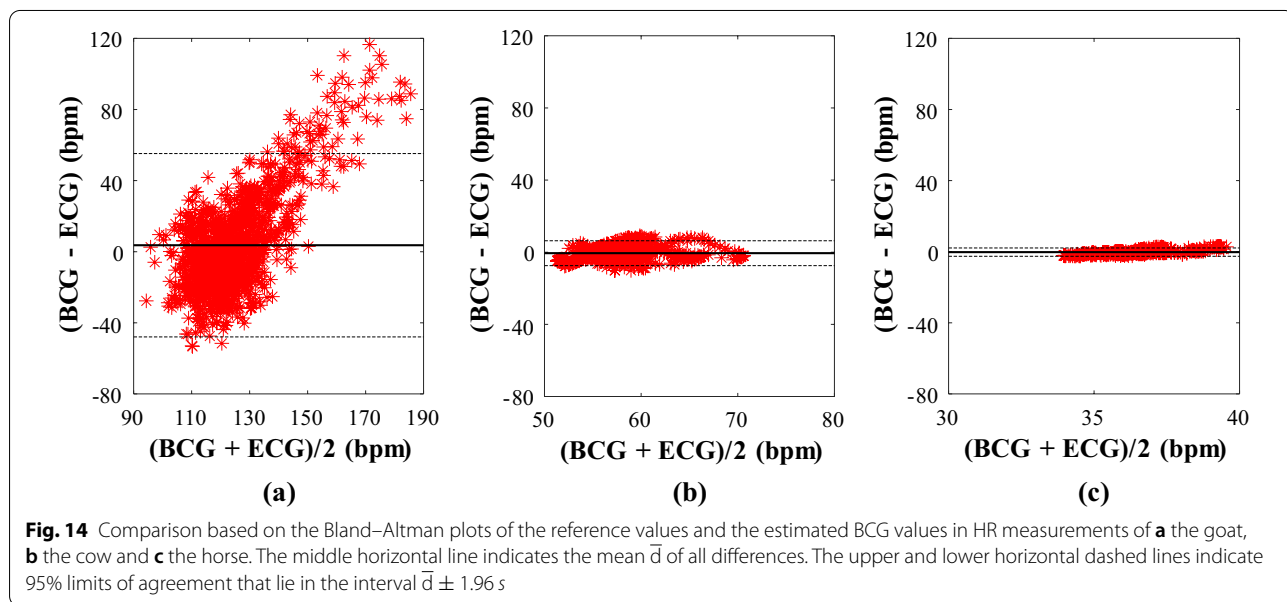 120
80
40
0
-40
-80
(BCG - ECG) (bpm)
90 110 130 150 170 190
(BCG + ECG)/2 (bpm)
(a)
120
80
40
0
-40
-80
(BCG - ECG) (bpm)
50 60 70 80
(BCG + ECG)/2 (bpm)
(b)
120
80
40
0
-40
-80
(BCG - ECG) (bpm)
30 35 40
(BCG + ECG)/2 (bpm)
(c)
Fig. 14 Comparison based on the Bland–Altman plots of the reference values and the estimated BCG values in HR measurements of a the goat,
b the cow and c the horse. The middle horizontal line indicates the mean d̅ of all differences. The upper and lower horizontal dashed lines indicate
95% limits of agreement that lie in the interval d̅ ± 1.96 s